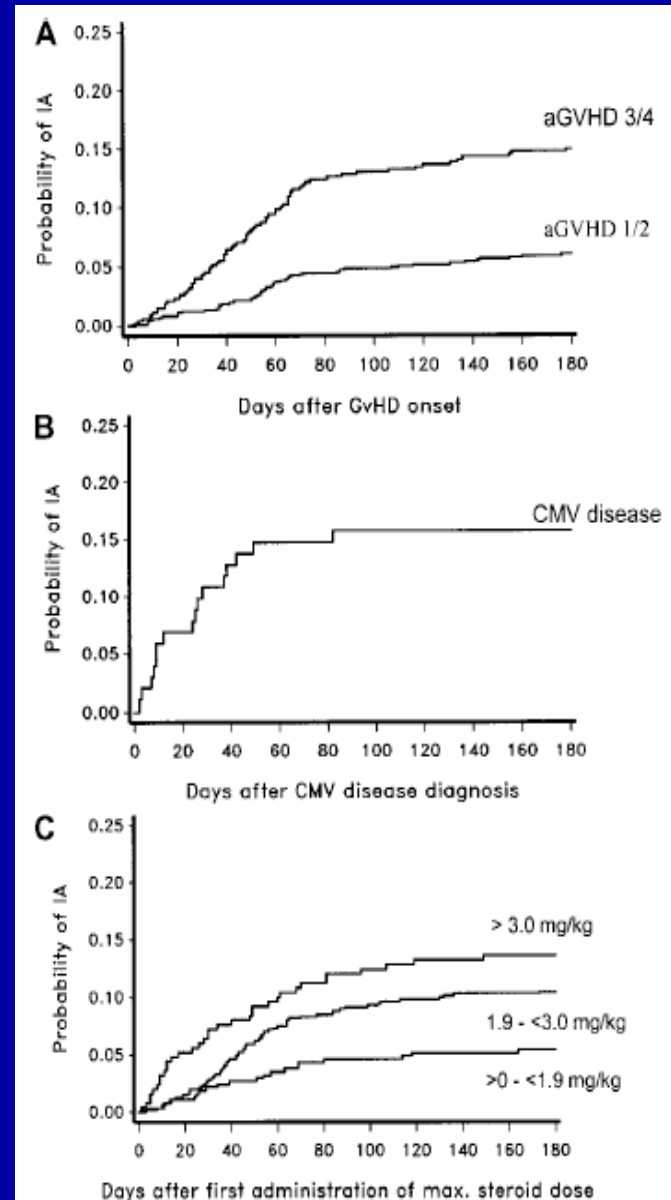 A
0.25
0.20
0.15
0.10
0.05
0.00
Probability of IA
aGVHD 3/4
aGVHD 1/2
0 20 40 60 80 100 120 140 160 180
Days after GvHD onset
B
0.25
0.20
0.15
0.10
0.05
0.00
Probability of IA
CMV disease
0 20 40 60 80 100 120 140 160 180
Days after CMV disease diagnosis
C
0.25
0.20
0.15
0.10
0.05
0.00
Probability of IA
> 3.0 mg/kg
1.9 - <3.0 mg/kg
>0 - <1.9 mg/kg
0 20 40 60 80 100 120 140 160 180
Days after first administration of max. steroid dose